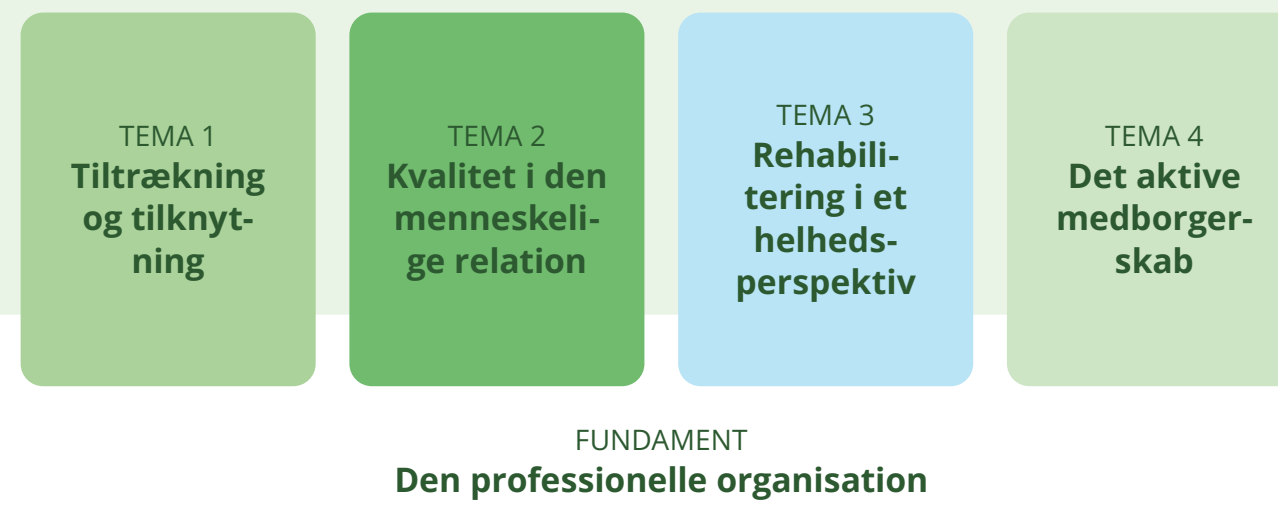 TEMA 1
Tiltrækning
og tilknyt-
ning
TEMA 2
Kvalitet i den
menneskeli-
ge relation
TEMA 3
Rehabili-
tering i et
helheds-
perspektiv
TEMA 4
Det aktive
medborger-
skab
FUNDAMENT
Den professionelle organisation